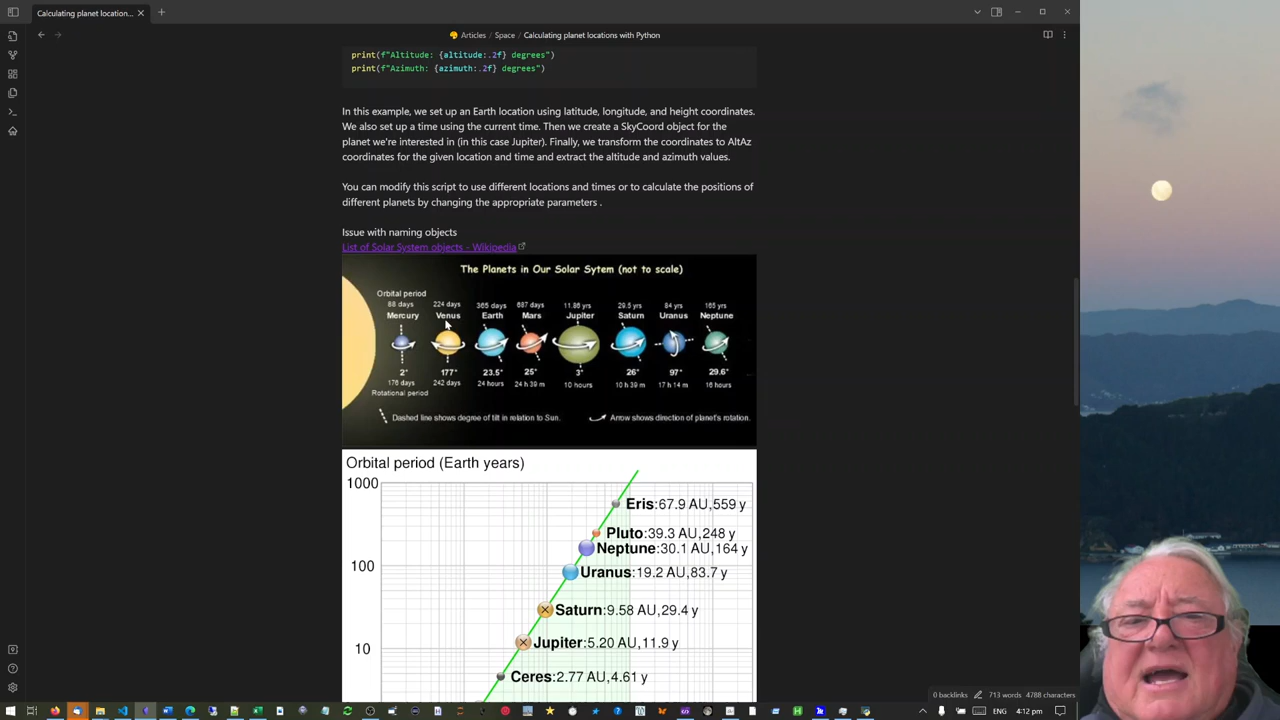 Calculating planet location...
Articles / Space / Calculating planet locations with Python
print(f"Altitude: {altitude:.2f} degrees")
print(f"Azimuth: {azimuth:.2f} degrees")
In this example, we set up an Earth location using latitude, longitude, and height coordinates.
We also set up a time using the current time. Then we create a SkyCoord object for the
planet we're interested in (in this case Jupiter). Finally, we transform the coordinates to AltAz
coordinates for the given location and time and extract the altitude and azimuth values.
You can modify this script to use different locations and times or to calculate the positions of
different planets by changing the appropriate parameters .
Issue with naming objects
List of Solar System objects - Wikipedia
The Planets in Our Solar Sytem (not to scale)
Orbital period
88 days 224 days 365 days 687 days 11.86 yrs 29.5 yrs 84 yrs 165 yrs
Mercury Venus Earth Mars Jupiter Saturn Uranus Neptune
2° 177° 23.5° 25° 3° 26° 97° 29.6°
176 days 242 days 24 hours 24 h 39 m 10 hours 10 h 39 m 17 h 14 m 16 hours
Rotational period
Dashed line shows degree of tilt in relation to Sun. Arrow shows direction of planet's rotation.
Orbital period (Earth years)
1000
Eris:67.9 AU,559 y
Pluto:39.3 AU,248 y
Neptune:30.1 AU,164 y
100
Uranus:19.2 AU,83.7 y
Saturn:9.58 AU,29.4 y
Jupiter:5.20 AU,11.9 y
10
Ceres:2.77 AU,4.61 y
0 backlinks 713 words 4788 characters
ENG 4:12 pm